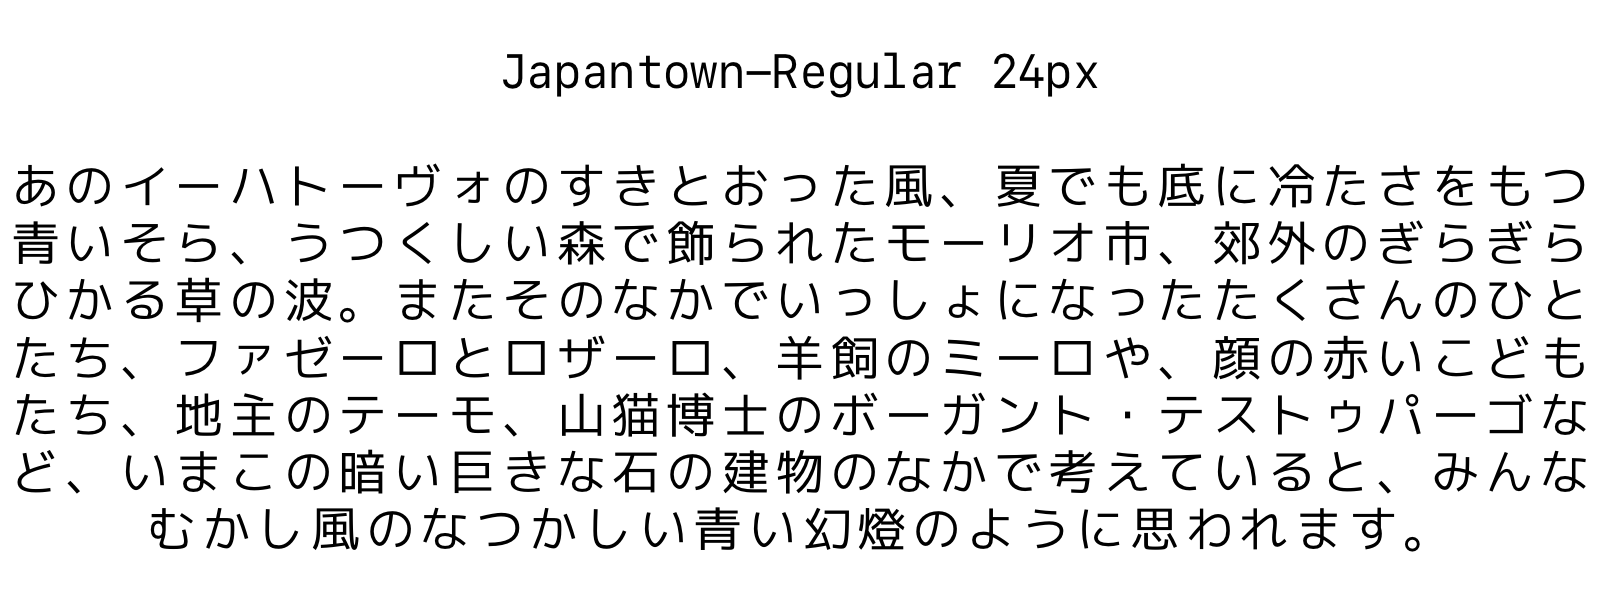 Japantown–Regular 24px
あのイーハトーヴォのすきとおった風、夏でも底に冷たさをもつ
青いそら、うつくしい森で飾られたモーリオ市、郊外のぎらぎら
ひかる草の波。またそのなかでいっしょになったたくさんのひと
たち、ファゼーロとロザーロ、羊飼のミーロや、顔の赤いこども
たち、地主のテーモ、山猫博士のボーガント・テストゥパーゴな
ど、いまこの暗い巨きな石の建物のなかで考えていると、みんな
むかし風のなつかしい青い幻燈のように思われます。